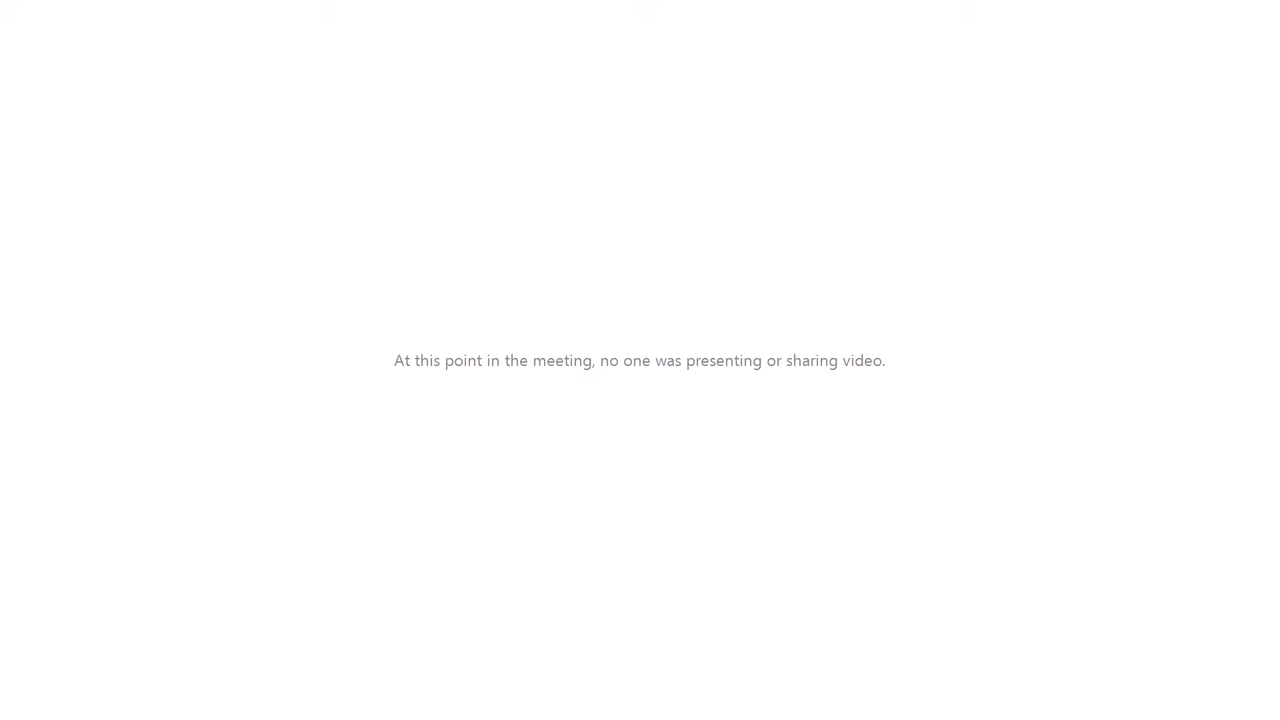 At this point in the meeting, no one was presenting or sharing video.